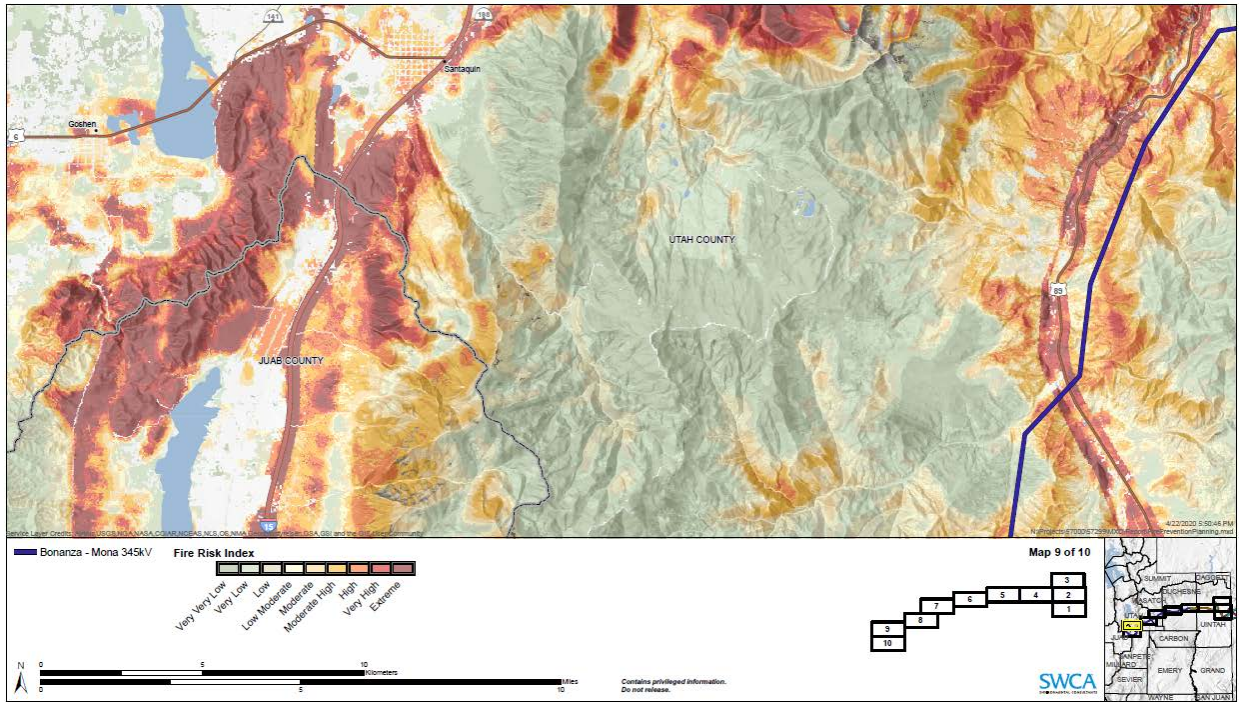 141
198
Santaquin
Goshen
6
UTAH COUNTY
89
JUAB COUNTY
15
4/22/2020 5:50:46 PM
Bonanza - Mona 345kV
Fire Risk Index
Very Very Low
Very Low
Low
Low Moderate
Moderate
Moderate High
High
Very High
Extreme
Map 9 of 10
3
7 6 5 4 2
8 1
9
10
N
0 5 10
Kilometers
Miles
0 5 10
Contains privileged information.
Do not release.
SWCA
ENVIRONMENTAL CONSULTANTS
SUMMIT
DAGGETT
DUCHESNE
WASATCH
UINTAH
CARBON
SANPETE
MILLARD
EMERY
GRAND
SEVIER
WAYNE
SAN JUAN